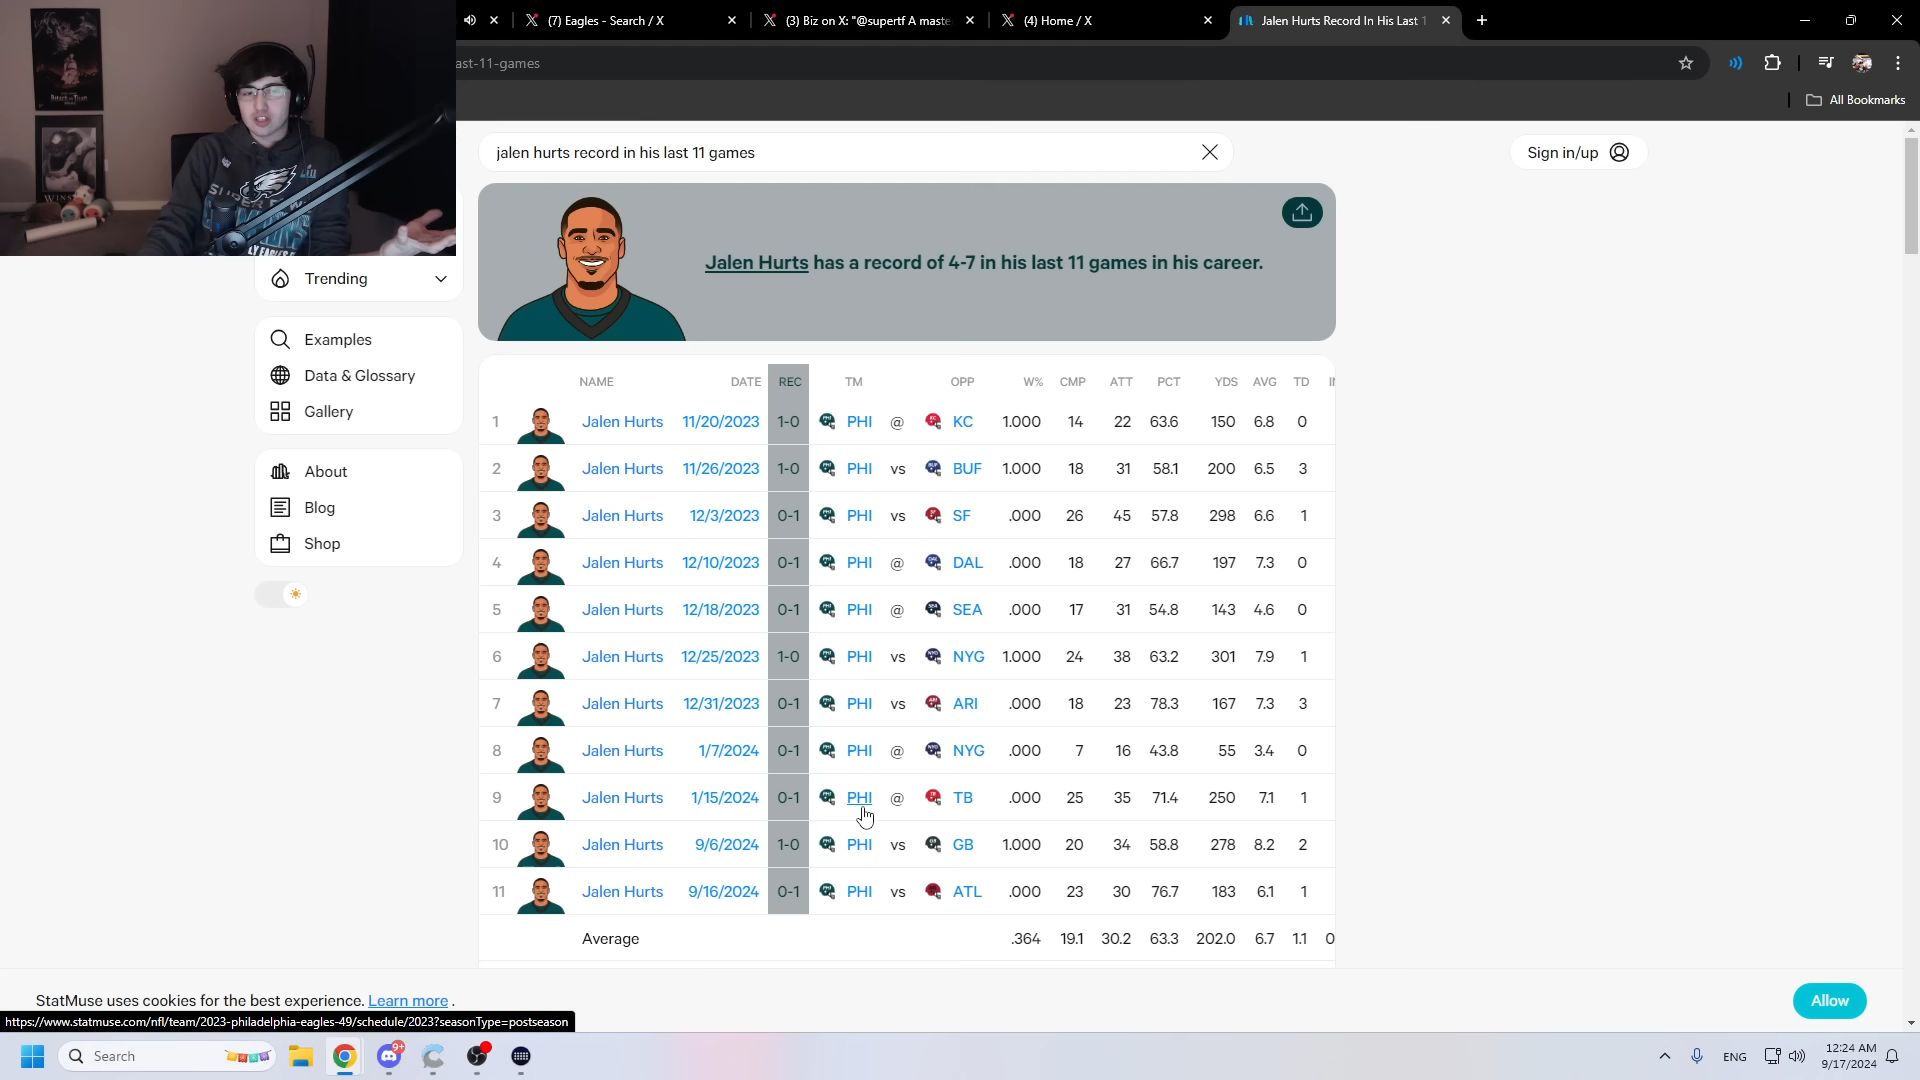 (7) Eagles - Search / X
(3) Biz on X: "@supertf A maste
(4) Home / X
Jalen Hurts Record In His Last 1
ast-11-games
All Bookmarks
jalen hurts record in his last 11 games
Sign in/up
Jalen Hurts has a record of 4-7 in his last 11 games in his career.
Trending
Examples
Data & Glossary
Gallery
About
Blog
Shop
NAME DATE REC TM OPP W% CMP ATT PCT YDS AVG TD
1 Jalen Hurts 11/20/2023 1-0 PHI @ KC 1.000 14 22 63.6 150 6.8 0
2 Jalen Hurts 11/26/2023 1-0 PHI vs BUF 1.000 18 31 58.1 200 6.5 3
3 Jalen Hurts 12/3/2023 0-1 PHI vs SF .000 26 45 57.8 298 6.6 1
4 Jalen Hurts 12/10/2023 0-1 PHI @ DAL .000 18 27 66.7 197 7.3 0
5 Jalen Hurts 12/18/2023 0-1 PHI @ SEA .000 17 31 54.8 143 4.6 0
6 Jalen Hurts 12/25/2023 1-0 PHI vs NYG 1.000 24 38 63.2 301 7.9 1
7 Jalen Hurts 12/31/2023 0-1 PHI vs ARI .000 18 23 78.3 167 7.3 3
8 Jalen Hurts 1/7/2024 0-1 PHI @ NYG .000 7 16 43.8 55 3.4 0
9 Jalen Hurts 1/15/2024 0-1 PHI @ TB .000 25 35 71.4 250 7.1 1
10 Jalen Hurts 9/6/2024 1-0 PHI vs GB 1.000 20 34 58.8 278 8.2 2
11 Jalen Hurts 9/16/2024 0-1 PHI vs ATL .000 23 30 76.7 183 6.1 1
Average .364 19.1 30.2 63.3 202.0 6.7 1.1 0
StatMuse uses cookies for the best experience. Learn more .
Allow
https://www.statmuse.com/nfl/team/2023-philadelphia-eagles-49/schedule/2023?seasonType=postseason
Search
9+
ENG
12:24 AM
9/17/2024